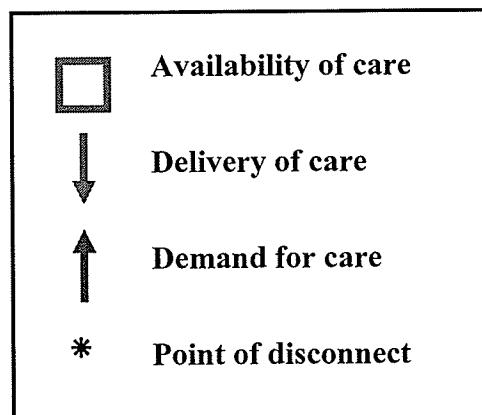 Availability of care
Delivery of care
Demand for care
* Point of disconnect